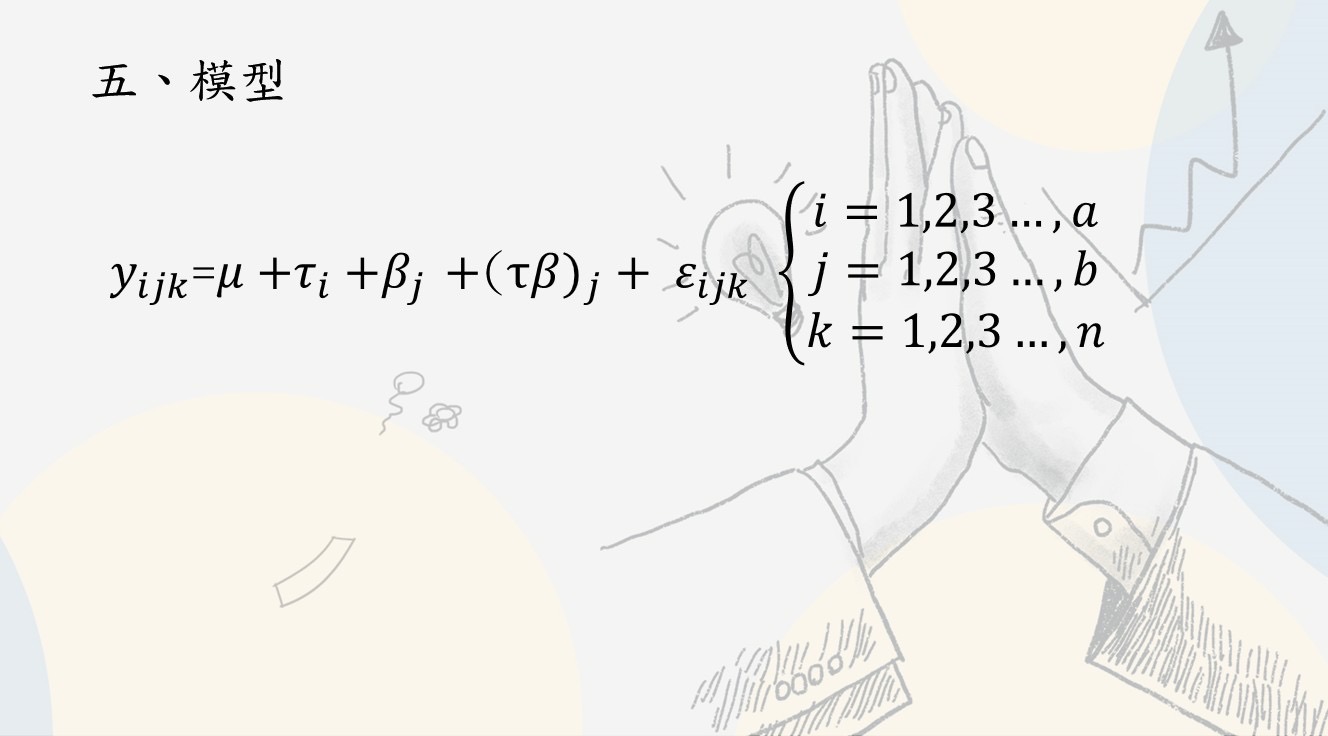 五、模型
i = 1,2,3 …, a
y_{ijk}=μ +τ_i +β_j +(τβ)_j + ε_{ijk} { j = 1,2,3 …, b
k = 1,2,3 …, n